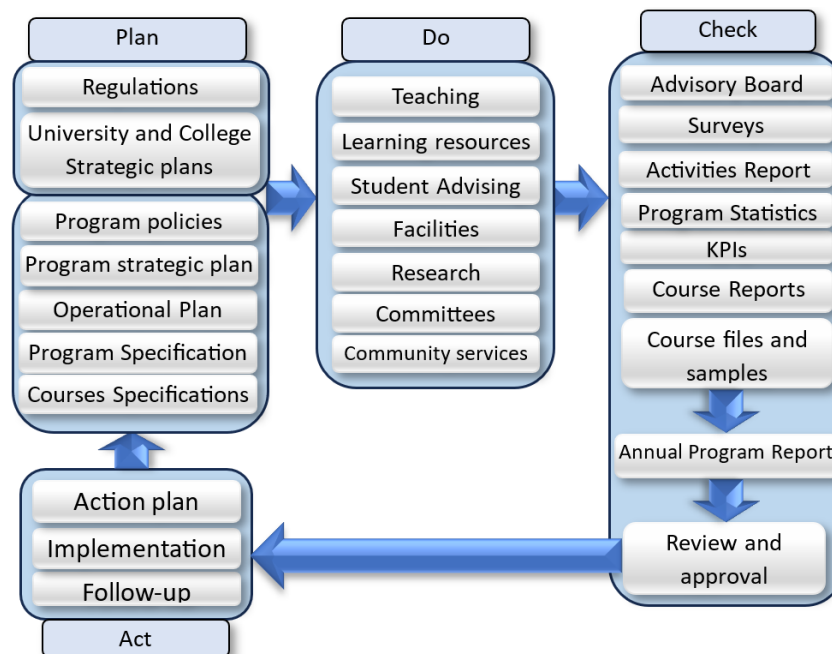 Plan
Regulations
University and College
Strategic plans
Program policies
Program strategic plan
Operational Plan
Program Specification
Courses Specifications
Do
Teaching
Learning resources
Student Advising
Facilities
Research
Committees
Community services
Check
Advisory Board
Surveys
Activities Report
Program Statistics
KPIs
Course Reports
Course files and
samples
Annual Program Report
Review and
approval
Action plan
Implementation
Follow-up
Act